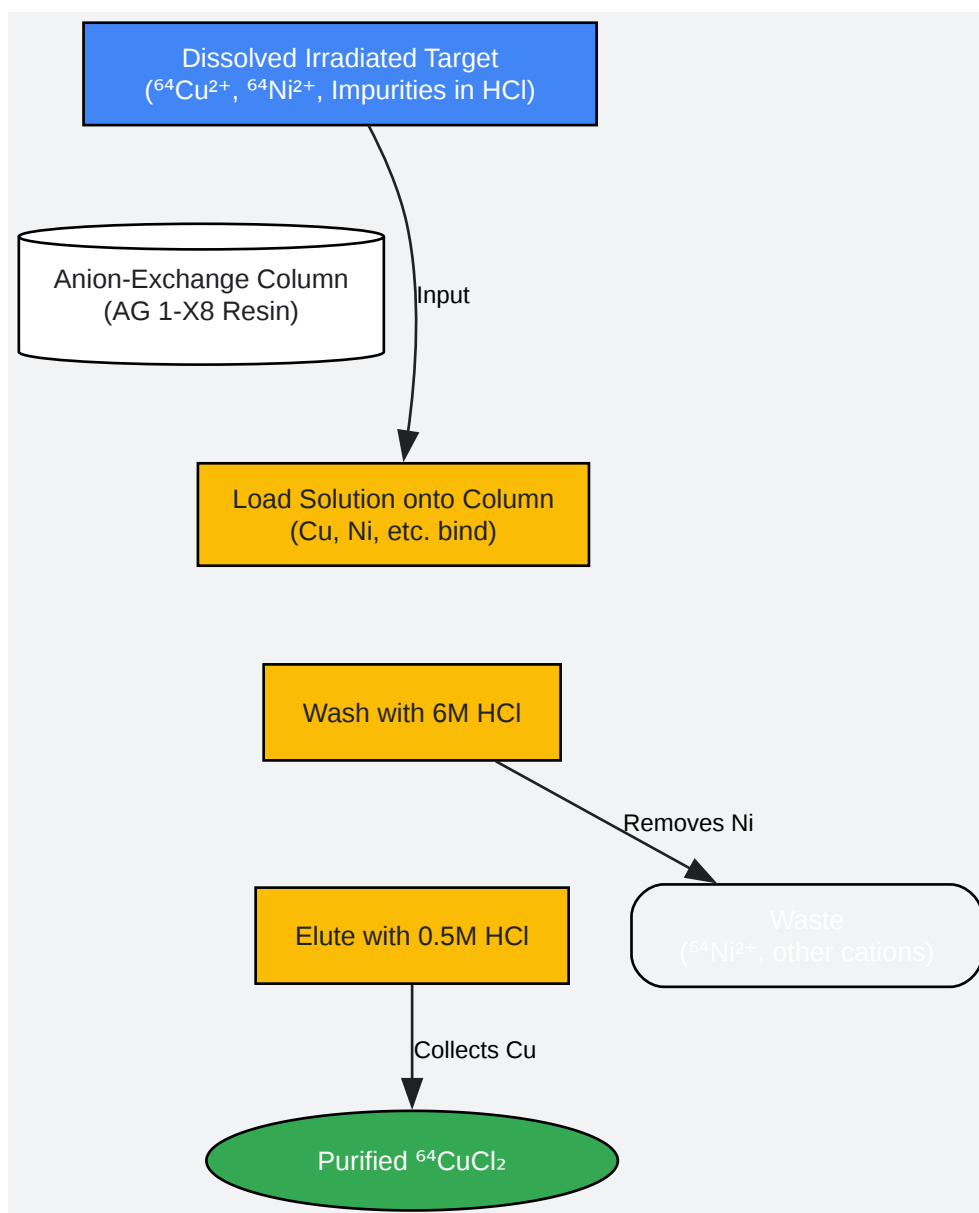 Dissolved Irradiated Target
(⁶⁴Cu²⁺, ⁶⁴Ni²⁺, Impurities in HCl)
Anion-Exchange Column
(AG 1-X8 Resin)
Input
Load Solution onto Column
(Cu, Ni, etc. bind)
Wash with 6M HCl
Removes Ni
Waste
(⁶⁴Ni²⁺, other cations)
Elute with 0.5M HCl
Collects Cu
Purified ⁶⁴CuCl₂